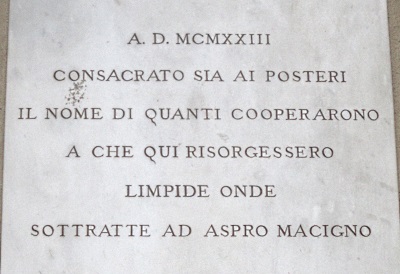 A. D. MCMXXIII
CONSACRATO SIA AI POSTERI
IL NOME DI QUANTI COOPERARONO
A CHE QUI RISORGESSERO
LIMPIDE ONDE
SOTTRATTE AD ASPRO MACIGNO